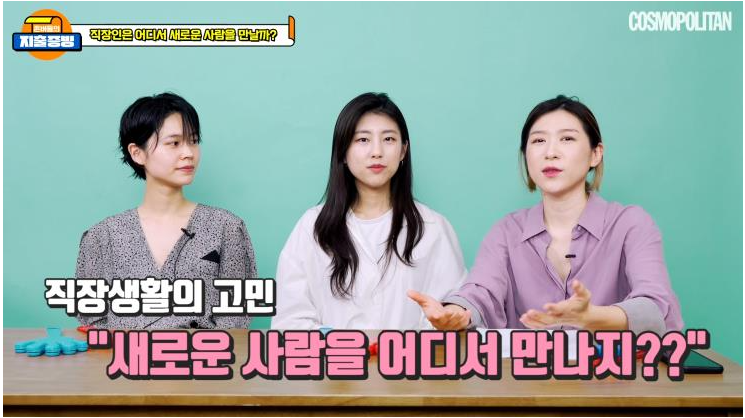 지출증빙
직장인은 어디서 새로운 사람을 만날까?
COSMOPOLITAN
직장생활의 고민
"새로운 사람을 어디서 만나지??"